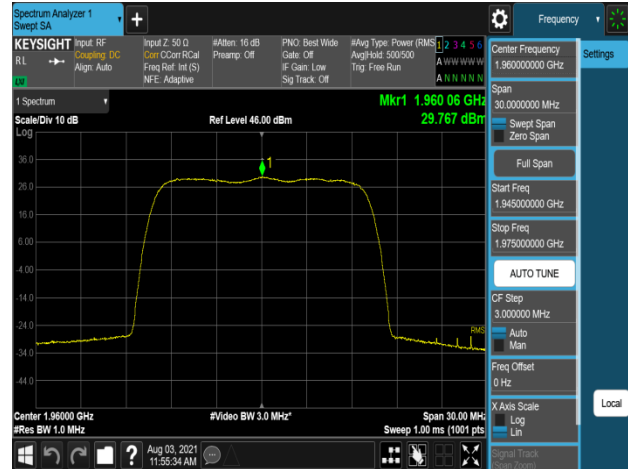 Spectrum Analyzer 1
Swept SA
+
Frequency
KEYSIGHT
RL
LW
Input: RF
Coupling: DC
Align: Auto
Input Z: 50 Ω
Corr CCorr RCal
Freq Ref: Int (S)
NFE: Adaptive
#Atten: 16 dB
Preamp: Off
PNO: Best Wide
Gate: Off
IF Gain: Low
Sig Track: Off
#Avg Type: Power (RMS
Avg|Hold: 500/500
Trig: Free Run
1 2 3 4 5 6
A W W W W W
A N N N N N
1 Spectrum
Scale/Div 10 dB
Log
Ref Level 46.00 dBm
Mkr1 1.960 06 GHz
29.767 dBm
1
36.0
26.0
16.0
6.00
-4.00
-14.0
-24.0
-34.0
-44.0
RMS
Center 1.96000 GHz
#Res BW 1.0 MHz
#Video BW 3.0 MHz*
Span 30.00 MHz
Sweep 1.00 ms (1001 pts
Aug 03, 2021
11:55:34 AM
?
Center Frequency
1.960000000 GHz
Span
30.0000000 MHz
Swept Span
Zero Span
Full Span
Start Freq
1.945000000 GHz
Stop Freq
1.975000000 GHz
AUTO TUNE
CF Step
3.000000 MHz
Auto
Man
Freq Offset
0 Hz
X Axis Scale
Log
Lin
Signal Track
(Span Zoom)
Settings
Local